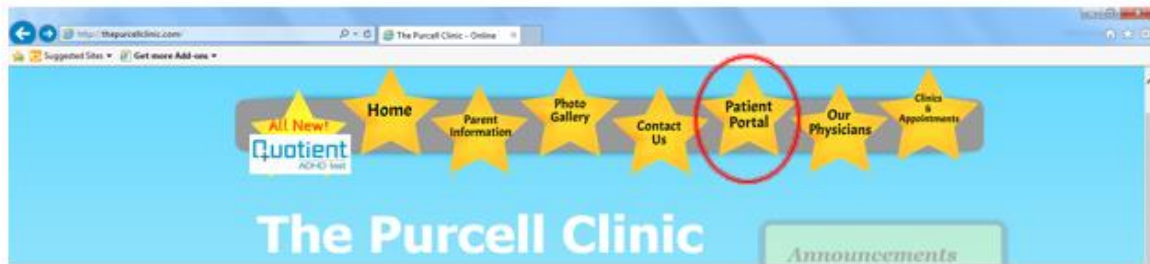 http://thepurcellclinic.com/
The Purcell Clinic - Online
Suggested Sites
Get more Add-ons
All New!
Quotient
ADHD test
Home
Parent
Information
Photo
Gallery
Contact
Us
Patient
Portal
Our
Physicians
Clinics
&
Appointments
The Purcell Clinic
Announcements